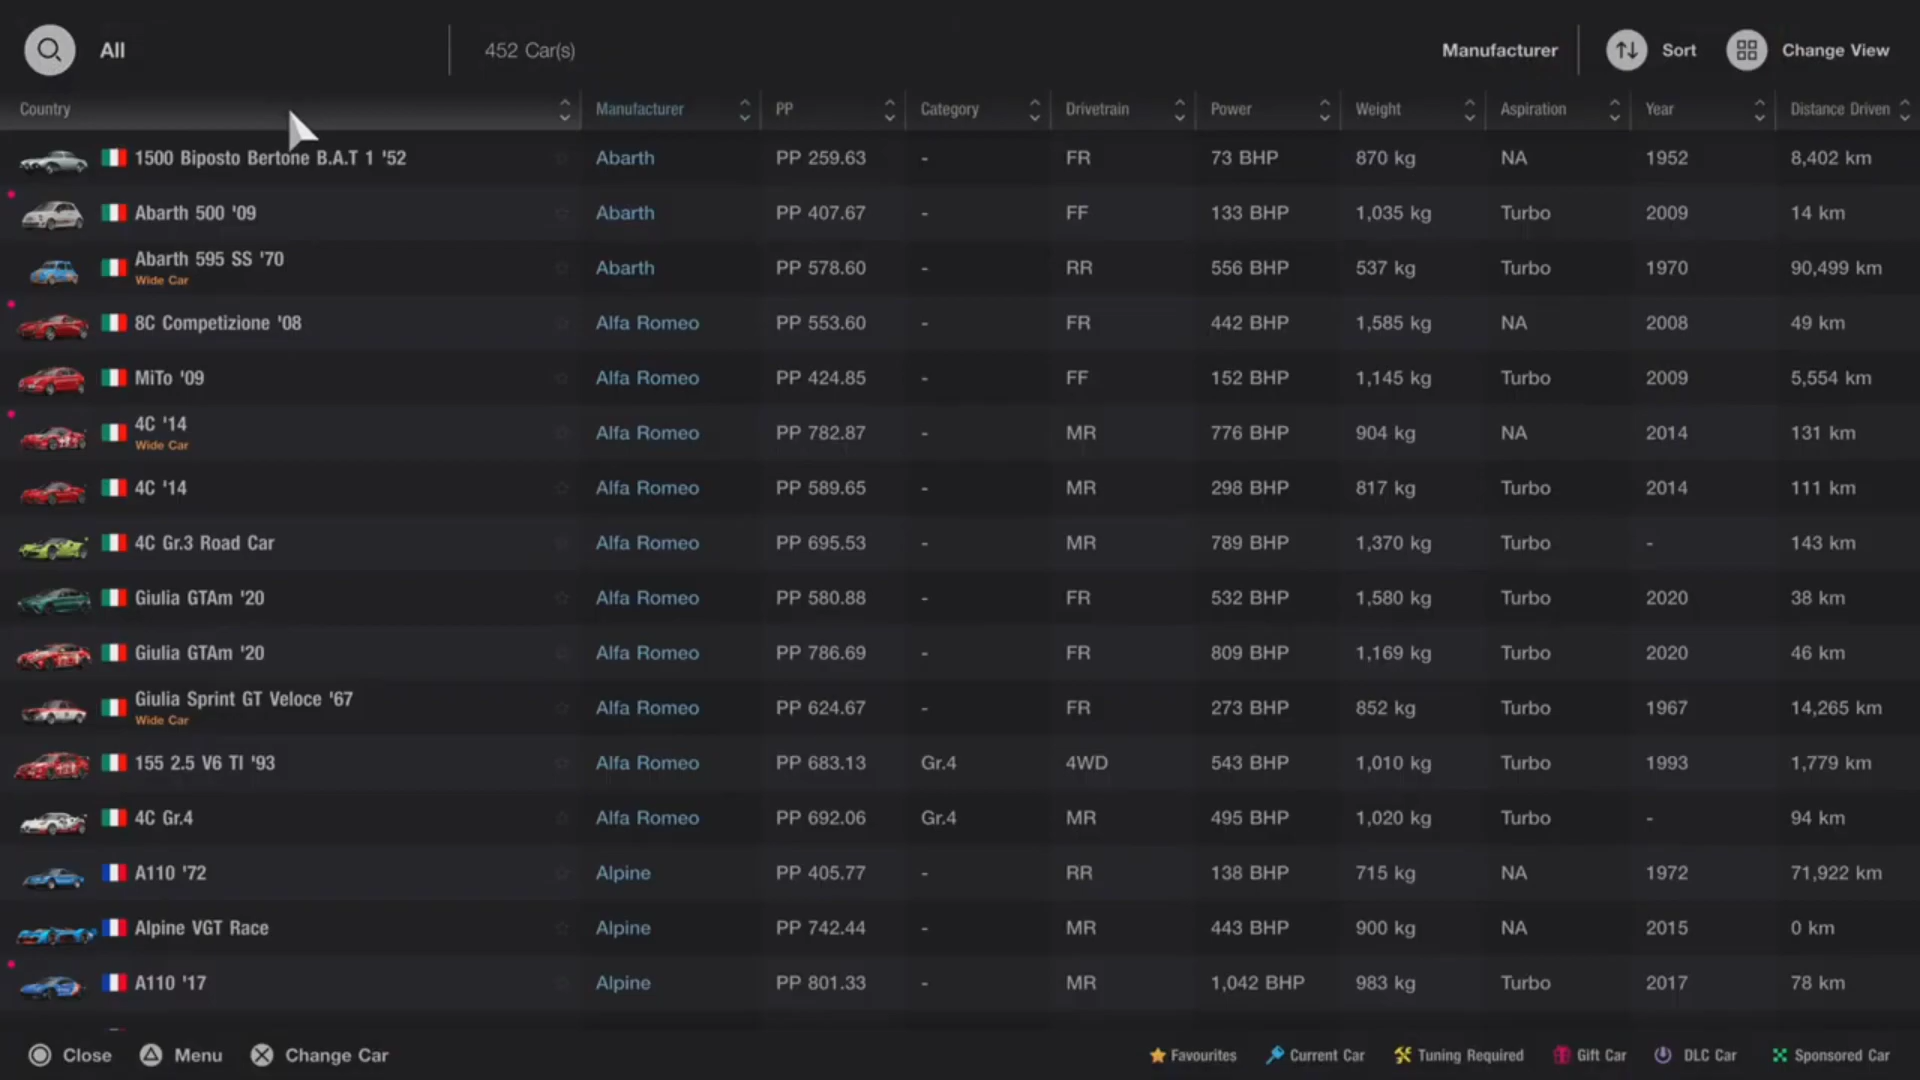 All
452 Car(s)
Manufacturer
Sort
Change View
Country Manufacturer PP Category Drivetrain Power Weight Aspiration Year Distance Driven
1500 Biposto Bertone B.A.T 1 '52 Abarth PP 259.63 - FR 73 BHP 870 kg NA 1952 8,402 km
Abarth 500 '09 Abarth PP 407.67 - FF 133 BHP 1,035 kg Turbo 2009 14 km
Abarth 595 SS '70 Abarth PP 578.60 - RR 556 BHP 537 kg Turbo 1970 90,499 km
Wide Car
8C Competizione '08 Alfa Romeo PP 553.60 - FR 442 BHP 1,585 kg NA 2008 49 km
MiTo '09 Alfa Romeo PP 424.85 - FF 152 BHP 1,145 kg Turbo 2009 5,554 km
4C '14 Alfa Romeo PP 782.87 - MR 776 BHP 904 kg NA 2014 131 km
Wide Car
4C '14 Alfa Romeo PP 589.65 - MR 298 BHP 817 kg Turbo 2014 111 km
4C Gr.3 Road Car Alfa Romeo PP 695.53 - MR 789 BHP 1,370 kg Turbo - 143 km
Giulia GTAm '20 Alfa Romeo PP 580.88 - FR 532 BHP 1,580 kg Turbo 2020 38 km
Giulia GTAm '20 Alfa Romeo PP 786.69 - FR 809 BHP 1,169 kg Turbo 2020 46 km
Giulia Sprint GT Veloce '67 Alfa Romeo PP 624.67 - FR 273 BHP 852 kg Turbo 1967 14,265 km
Wide Car
155 2.5 V6 TI '93 Alfa Romeo PP 683.13 Gr.4 4WD 543 BHP 1,010 kg Turbo 1993 1,779 km
4C Gr.4 Alfa Romeo PP 692.06 Gr.4 MR 495 BHP 1,020 kg Turbo - 94 km
A110 '72 Alpine PP 405.77 - RR 138 BHP 715 kg NA 1972 71,922 km
Alpine VGT Race Alpine PP 742.44 - MR 443 BHP 900 kg NA 2015 0 km
A110 '17 Alpine PP 801.33 - MR 1,042 BHP 983 kg Turbo 2017 78 km
Close Menu Change Car Favourites Current Car Tuning Required Gift Car DLC Car Sponsored Car